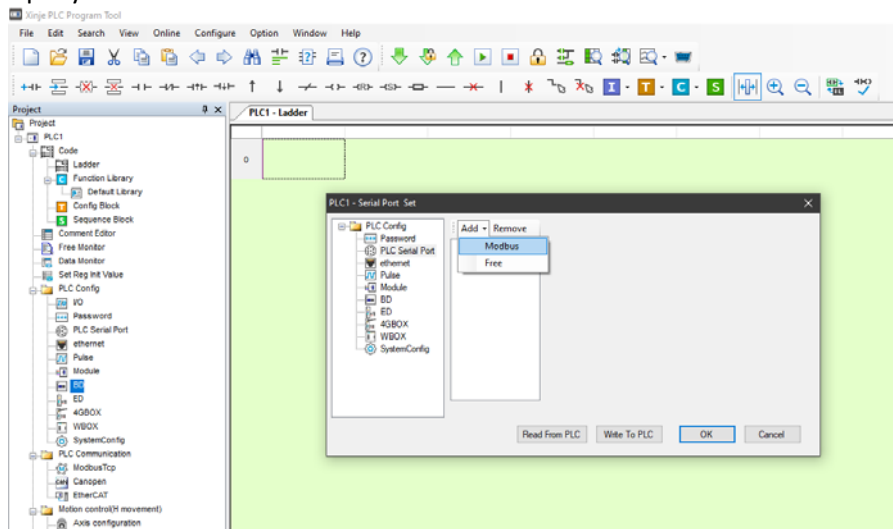 Xinje PLC Program Tool
File Edit Search View Online Configure Option Window Help
Project
PLC1 - Ladder
Project
PLC1
Code
Ladder
Function Library
Default Library
Config Block
Sequence Block
Comment Editor
Free Monitor
Data Monitor
Set Reg Init Value
PLC Config
I/O
Password
PLC Serial Port
ethernet
Pulse
Module
BD
ED
4GBOX
WBOX
SystemConfig
PLC Communication
ModbusTcp
Canopen
EtherCAT
Motion control(H movement)
Axis configuration
0
PLC1 - Serial Port Set
PLC Config
Password
PLC Serial Port
ethernet
Pulse
Module
BD
ED
4GBOX
WBOX
SystemConfig
Add Remove
Modbus
Free
Read From PLC Write To PLC OK Cancel